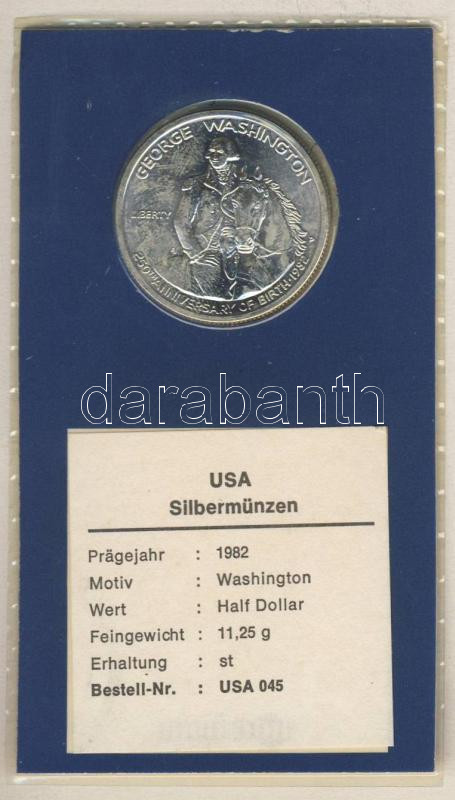 GEORGE WASHINGTON
LIBERTY
250TH ANNIVERSARY OF BIRTH·1982
darabanth
USA
Silbermünzen
Prägejahr : 1982
Motiv : Washington
Wert : Half Dollar
Feingewicht : 11,25 g
Erhaltung : st
Bestell-Nr. : USA 045